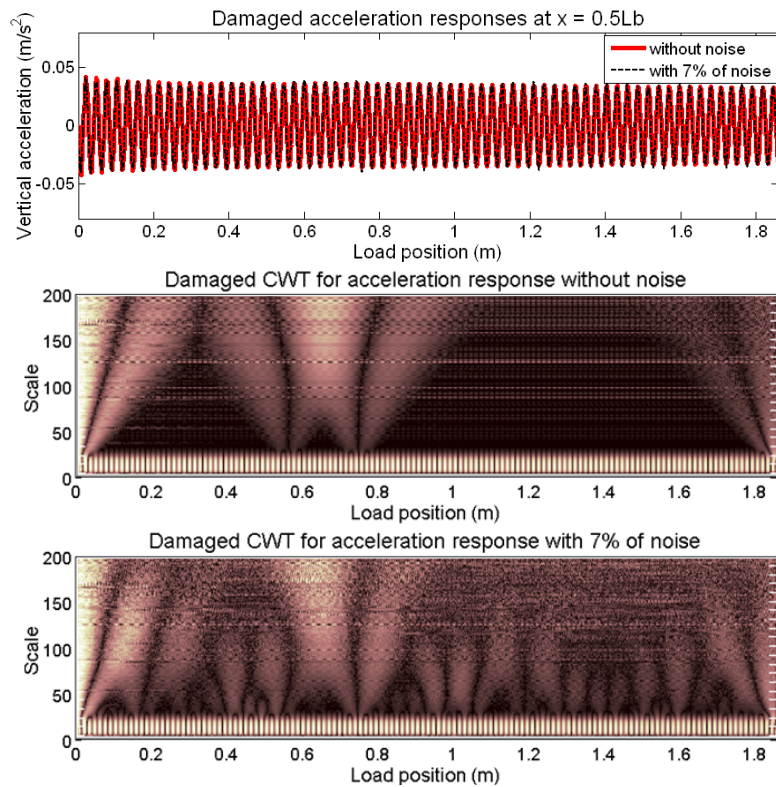 Damaged acceleration responses at x = 0.5Lb
Vertical acceleration (m/s²)
0.05
0
-0.05
without noise
with 7% of noise
0 0.2 0.4 0.6 0.8 1 1.2 1.4 1.6 1.8
Load position (m)
Damaged CWT for acceleration response without noise
Scale
200
150
100
50
0
0 0.2 0.4 0.6 0.8 1 1.2 1.4 1.6 1.8
Load position (m)
Damaged CWT for acceleration response with 7% of noise
Scale
200
150
100
50
0
0 0.2 0.4 0.6 0.8 1 1.2 1.4 1.6 1.8
Load position (m)